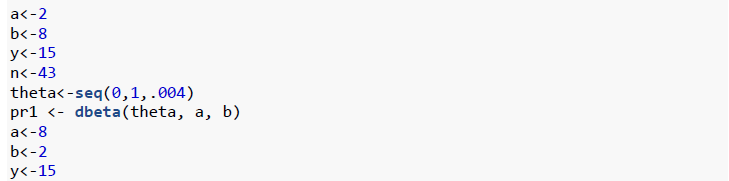 a<-2
b<-8
y<-15
n<-43
theta<-seq(0,1,.004)
pr1 <- dbeta(theta, a, b)
a<-8
b<-2
y<-15